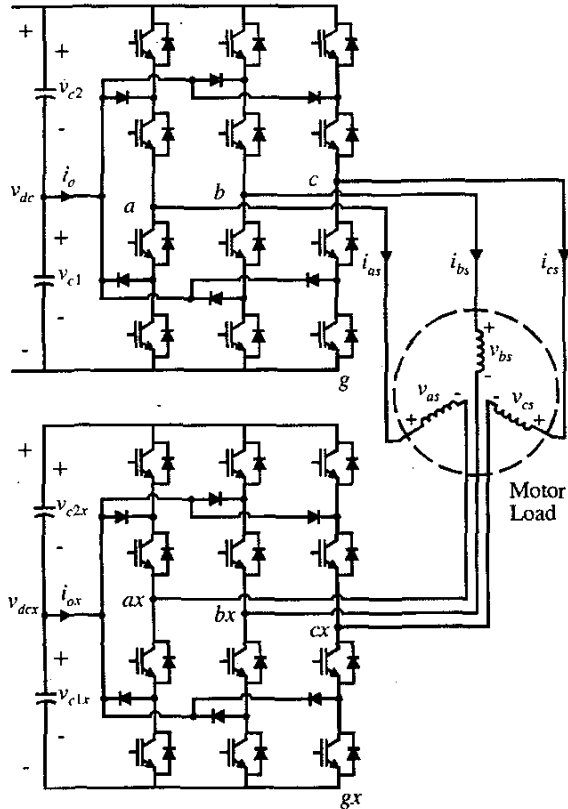 +
+
v_c2
-
v_dc
i_o
a
b
c
+
v_c1
-
-
g
i_as
i_bs
i_cs
+
v_bs
-
v_as
-
-
v_cs
+
+
Motor
Load
+
+
v_c2x
-
v_dcx
i_ox
ax
bx
cx
+
v_c1x
-
-
gx